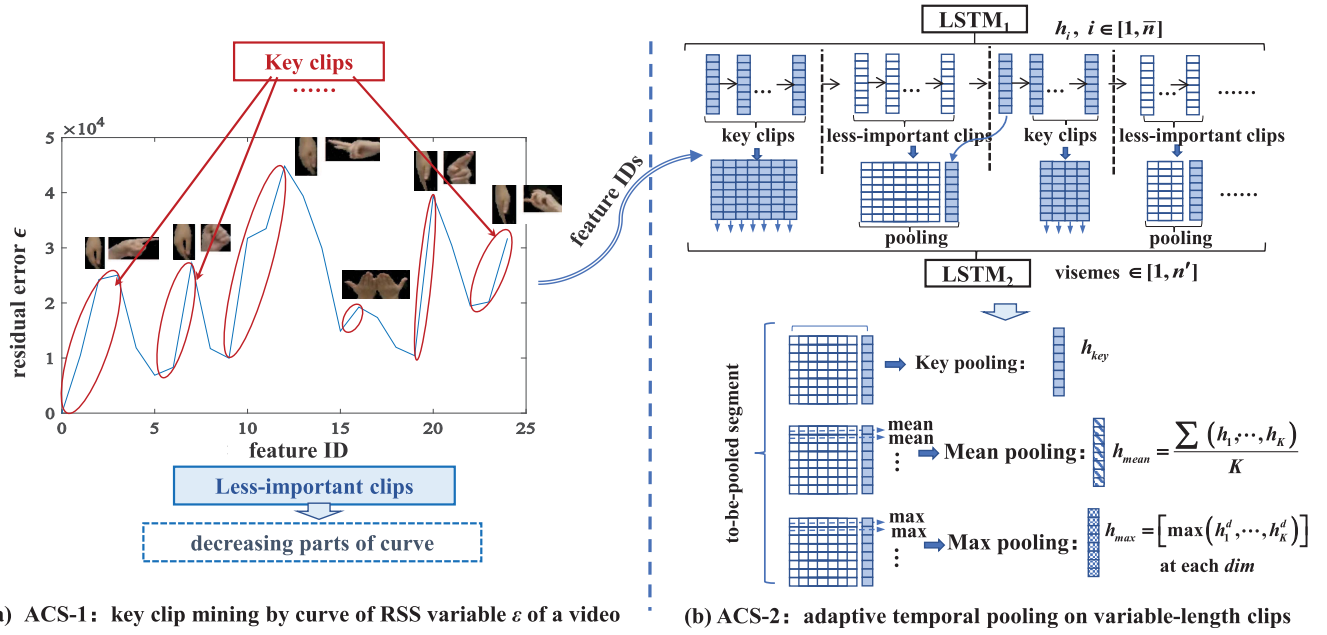 Key clips
......
×10⁴
5
4
3
2
1
0
0 5 10 15 20 25
residual error ϵ
feature ID
Less-important clips
decreasing parts of curve
a) ACS-1: key clip mining by curve of RSS variable ε of a video
feature IDs
LSTM₁
hᵢ, i ∈ [1, n̅]
... ... ... ... ......
key clips less-important clips key clips less-important clips
......
pooling pooling
LSTM₂
visemes ∈ [1, n′]
to-be-pooled segment
Key pooling: h_key
mean
mean
⋮
Mean pooling: h_mean = ∑ (h₁,⋯, h_K) / K
max
max
⋮
Max pooling: h_max = [max(h₁ᵈ,⋯, h_Kᵈ)]
at each dim
(b) ACS-2: adaptive temporal pooling on variable-length clips